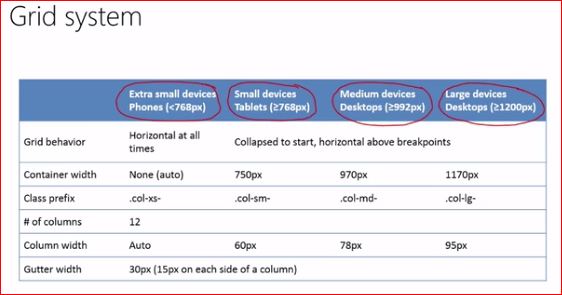 Grid system
Extra small devices Small devices Medium devices Large devices
Phones (<768px) Tablets (≥768px) Desktops (≥992px) Desktops (≥1200px)
Grid behavior Horizontal at all times Collapsed to start, horizontal above breakpoints
Container width None (auto) 750px 970px 1170px
Class prefix .col-xs- .col-sm- .col-md- .col-lg-
# of columns 12
Column width Auto 60px 78px 95px
Gutter width 30px (15px on each side of a column)